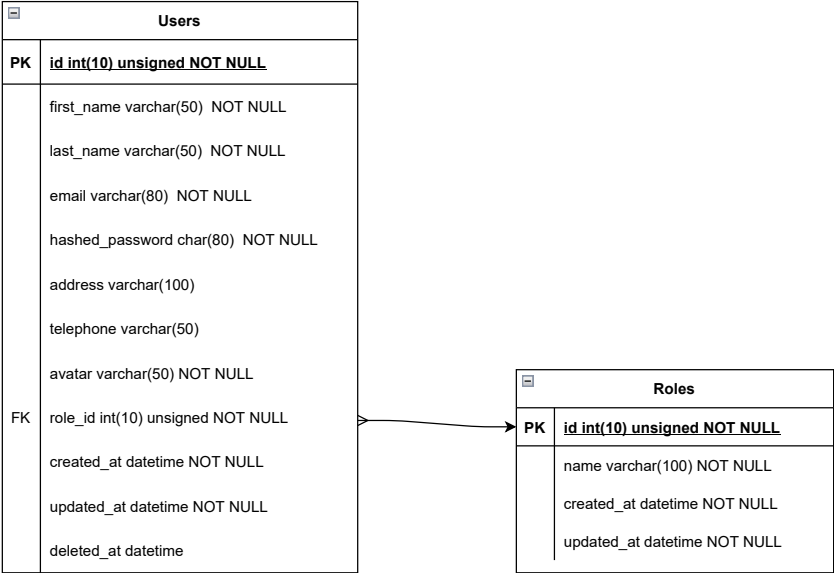 Users
PK id int(10) unsigned NOT NULL
first_name varchar(50)  NOT NULL
last_name varchar(50)  NOT NULL
email varchar(80)  NOT NULL
hashed_password char(80)  NOT NULL
address varchar(100)
telephone varchar(50)
avatar varchar(50) NOT NULL
FK role_id int(10) unsigned NOT NULL
created_at datetime NOT NULL
updated_at datetime NOT NULL
deleted_at datetime
Roles
PK id int(10) unsigned NOT NULL
name varchar(100) NOT NULL
created_at datetime NOT NULL
updated_at datetime NOT NULL